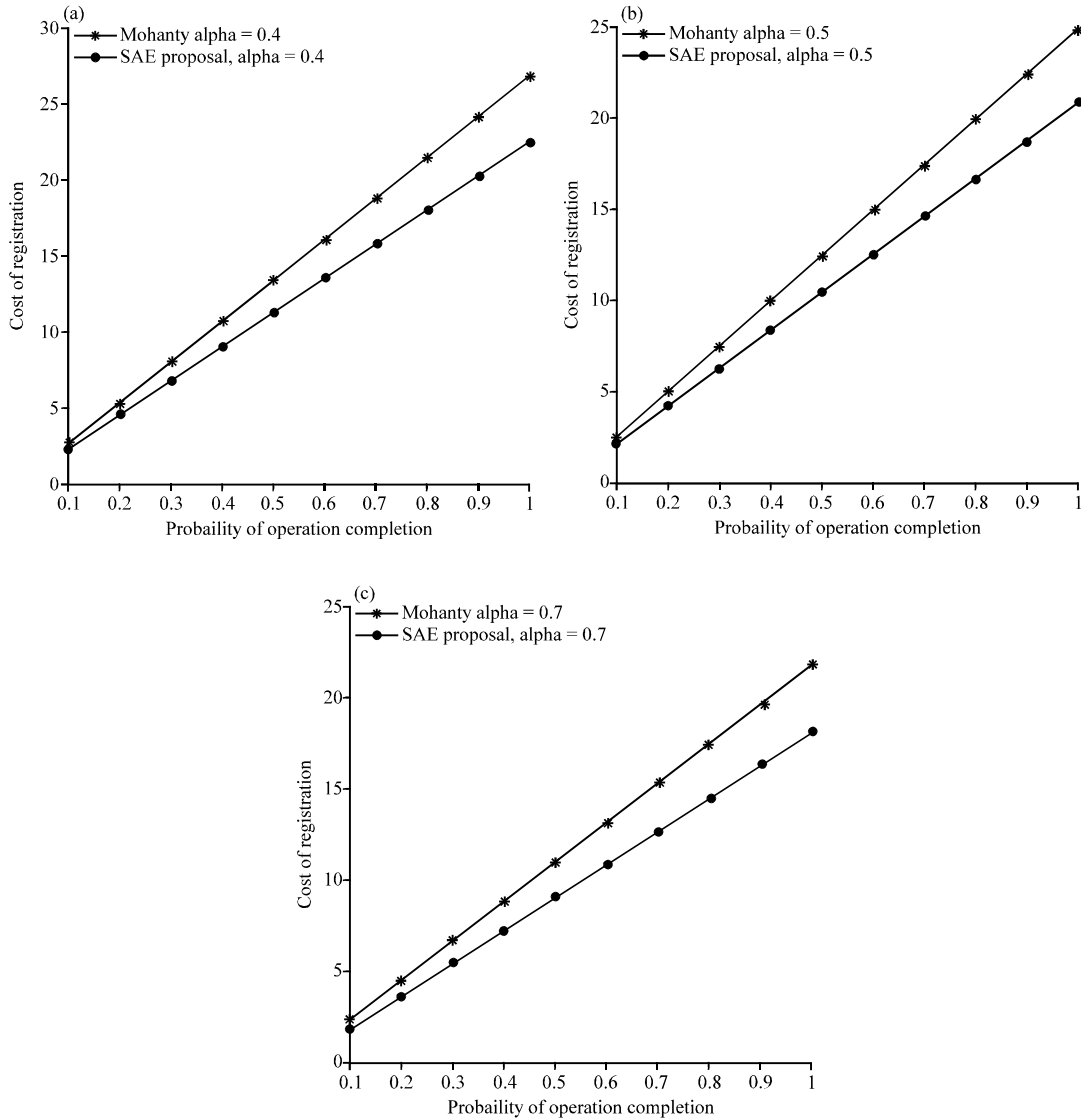 (a)
Mohanty alpha = 0.4
SAE proposal, alpha = 0.4
30
25
20
15
10
5
0
Cost of registration
0.1 0.2 0.3 0.4 0.5 0.6 0.7 0.8 0.9 1
Probaility of operation completion
(b)
Mohanty alpha = 0.5
SAE proposal, alpha = 0.5
25
20
15
10
5
0
Cost of registration
0.1 0.2 0.3 0.4 0.5 0.6 0.7 0.8 0.9 1
Probaility of operation completion
(c)
Mohanty alpha = 0.7
SAE proposal, alpha = 0.7
25
20
15
10
5
0
Cost of registration
0.1 0.2 0.3 0.4 0.5 0.6 0.7 0.8 0.9 1
Probaility of operation completion